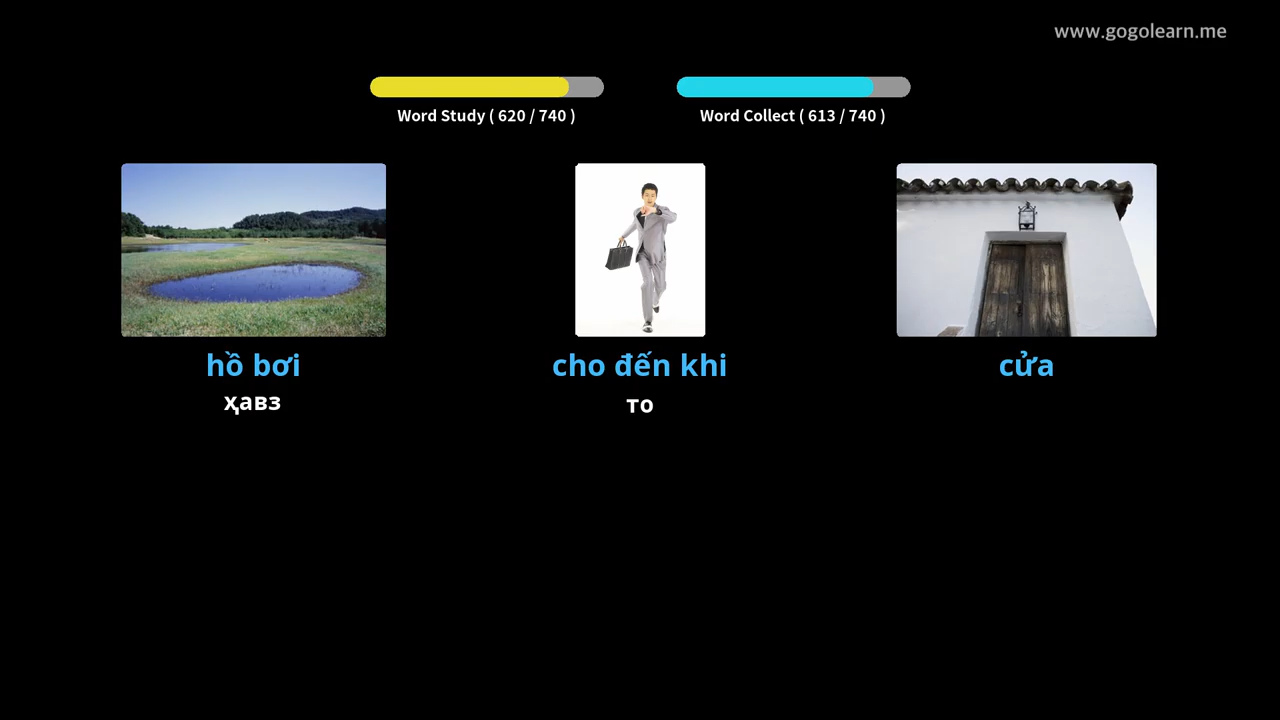 www.gogolearn.me
Word Study ( 620 / 740 )
Word Collect ( 613 / 740 )
hồ bơi
cho đến khi
cửa
ҳавз
то